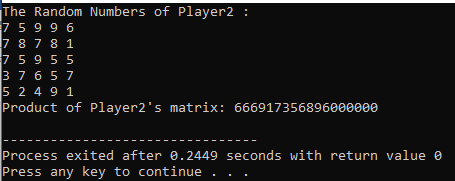 The Random Numbers of Player2 :
7 5 9 9 6
7 8 7 8 1
7 5 9 5 5
3 7 6 5 7
5 2 4 9 1
Product of Player2's matrix: 666917356896000000
--------------------------------
Process exited after 0.2449 seconds with return value 0
Press any key to continue . . .